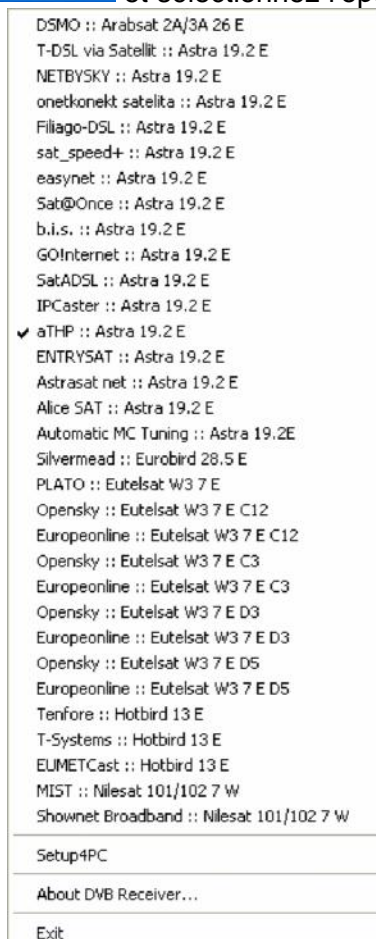 et sélectionnez l'op
DSMO :: Arabsat 2A/3A 26 E
T-DSL via Satellit :: Astra 19.2 E
NETBYSKY :: Astra 19.2 E
onetkonekt satelita :: Astra 19.2 E
Filiago-DSL :: Astra 19.2 E
sat_speed+ :: Astra 19.2 E
easynet :: Astra 19.2 E
Sat@Once :: Astra 19.2 E
b.i.s. :: Astra 19.2 E
GO!nternet :: Astra 19.2 E
SatADSL :: Astra 19.2 E
IPCaster :: Astra 19.2 E
aTHP :: Astra 19.2 E
ENTRYSAT :: Astra 19.2 E
Astrasat net :: Astra 19.2 E
Alice SAT :: Astra 19.2 E
Automatic MC Tuning :: Astra 19.2E
Silvermead :: Eurobird 28.5 E
PLATO :: Eutelsat W3 7 E
Opensky :: Eutelsat W3 7 E C12
Europeonline :: Eutelsat W3 7 E C12
Opensky :: Eutelsat W3 7 E C3
Europeonline :: Eutelsat W3 7 E C3
Opensky :: Eutelsat W3 7 E D3
Europeonline :: Eutelsat W3 7 E D3
Opensky :: Eutelsat W3 7 E D5
Europeonline :: Eutelsat W3 7 E D5
Tenfore :: Hotbird 13 E
T-Systems :: Hotbird 13 E
EUMETCast :: Hotbird 13 E
MIST :: Nilesat 101/102 7 W
Shownet Broadband :: Nilesat 101/102 7 W
Setup4PC
About DVB Receiver...
Exit